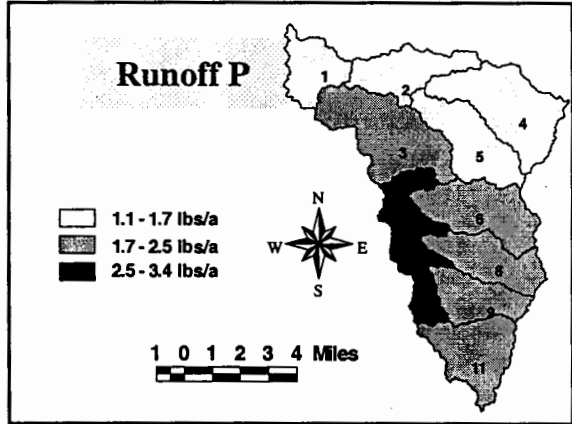 Runoff P
1
2
4
3
5
6
8
9
11
1.1 - 1.7 lbs/a
1.7 - 2.5 lbs/a
2.5 - 3.4 lbs/a
N
W E
S
1 0 1 2 3 4 Miles